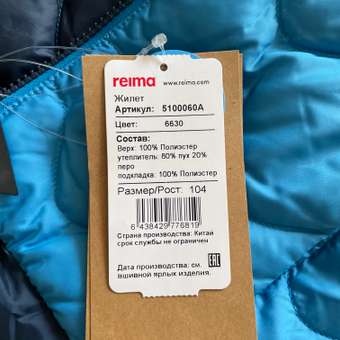 reima
www.reima.com
Жилет
Артикул: 5100060A
Цвет: 6630
Состав:
Верх: 100% Полиэстер
утеплитель: 80% пух 20%
перо
подкладка: 100% Полиэстер
Размер/Рост: 104
6 438429 776819
Страна производства: Китай
срок службы не ограничен
Дата производства: см.
вшивной ярлык изделия.
EAC